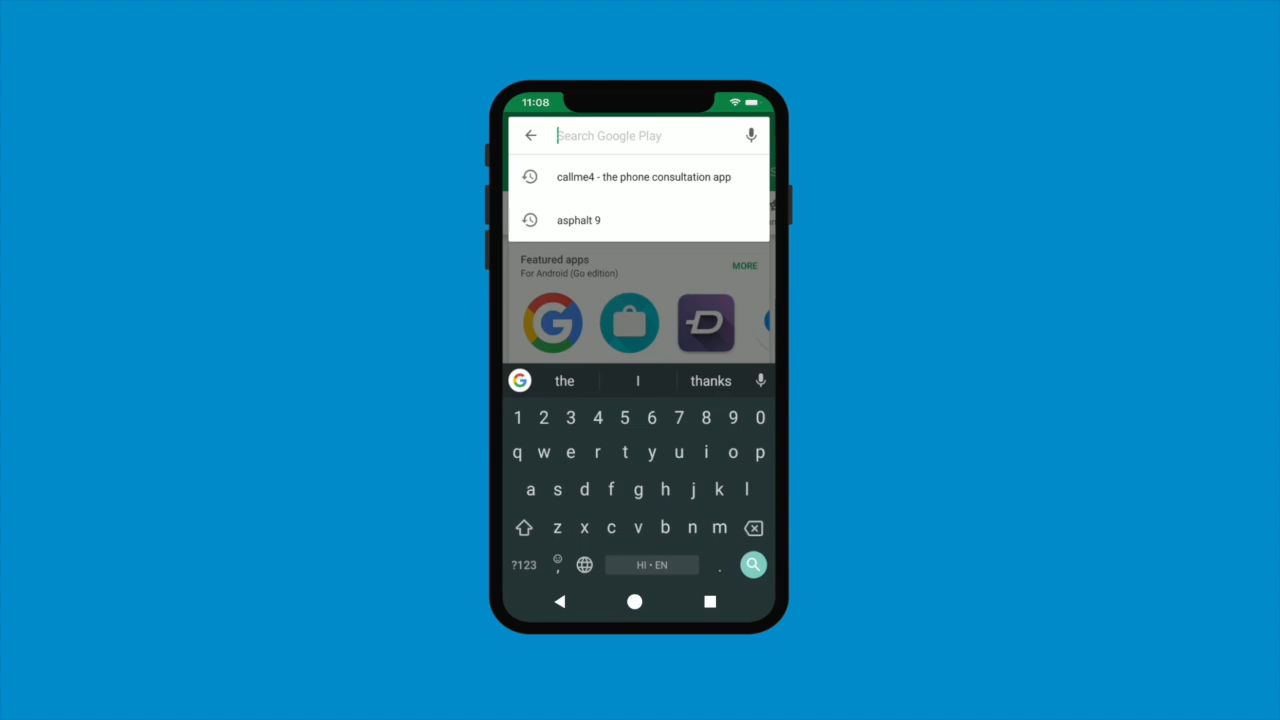 11:08
Search Google Play
callme4 - the phone consultation app
asphalt 9
Featured apps
MORE
For Android (Go edition)
the I thanks
1 2 3 4 5 6 7 8 9 0
q w e r t y u i o p
a s d f g h j k l
z x c v b n m
?123 , HI • EN .